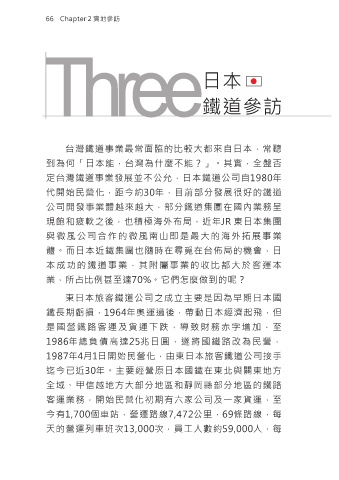 66 Chapter 2 實地參訪
Three
日本
鐵道參訪
台灣鐵道事業最常面臨的比較大都來自日本，常聽
到為何「日本能，台灣為什麼不能？」。其實，全盤否
定台灣鐵道事業發展並不公允，日本鐵道公司自1980年
代開始民營化，距今約30年，目前部分發展很好的鐵道
公司開發事業體越來越大，部分鐵道集團在國內業務呈
現飽和疲軟之後，也積極海外布局，近年JR 東日本集團
與微風公司合作的微風南山即是最大的海外拓展事業
體。而日本近鐵集團也隨時在尋覓在台佈局的機會，日
本成功的鐵道事業，其附屬事業的收比都大於客運本
業，所占比例甚至達70%。它們怎麼做到的呢？
東日本旅客鐵道公司之成立主要是因為早期日本國
鐵長期虧損，1964年奧運過後，帶動日本經濟起飛，但
是國營鐵路客運及貨運下跌，導致財務赤字增加，至
1986年總負債高達25兆日圓，遂將國鐵路改為民營，
1987年4月1日開始民營化，由東日本旅客鐵道公司接手
迄今已近30年。主要經營原日本國鐵在東北與關東地方
全域、甲信越地方大部分地區和靜岡縣部分地區的鐵路
客運業務，開始民營化初期有六家公司及一家貨運，至
今有1,700個車站，營運路線7,472公里，69條路線，每
天的營運列車班次13,000次，員工人數約59,000人，每